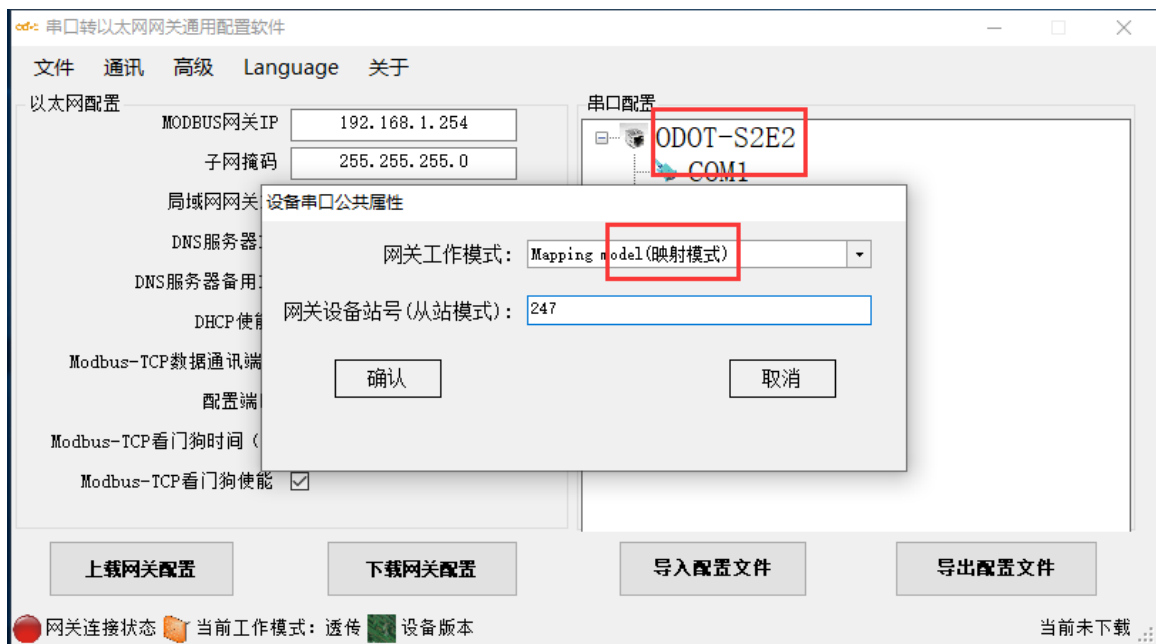 串口转以太网网关通用配置软件
文件 通讯 高级 Language 关于
以太网配置
MODBUS网关IP 192.168.1.254
子网掩码 255.255.255.0
局域网网关
DNS服务器
DNS服务器备用
DHCP使能
Modbus-TCP数据通讯端
配置端
Modbus-TCP看门狗时间（
Modbus-TCP看门狗使能
串口配置
ODOT-S2E2
COM1
设备串口公共属性
网关工作模式: Mapping model(映射模式)
网关设备站号(从站模式): 247
确认 取消
上载网关配置 下载网关配置 导入配置文件 导出配置文件
网关连接状态 当前工作模式: 透传 设备版本 当前未下载